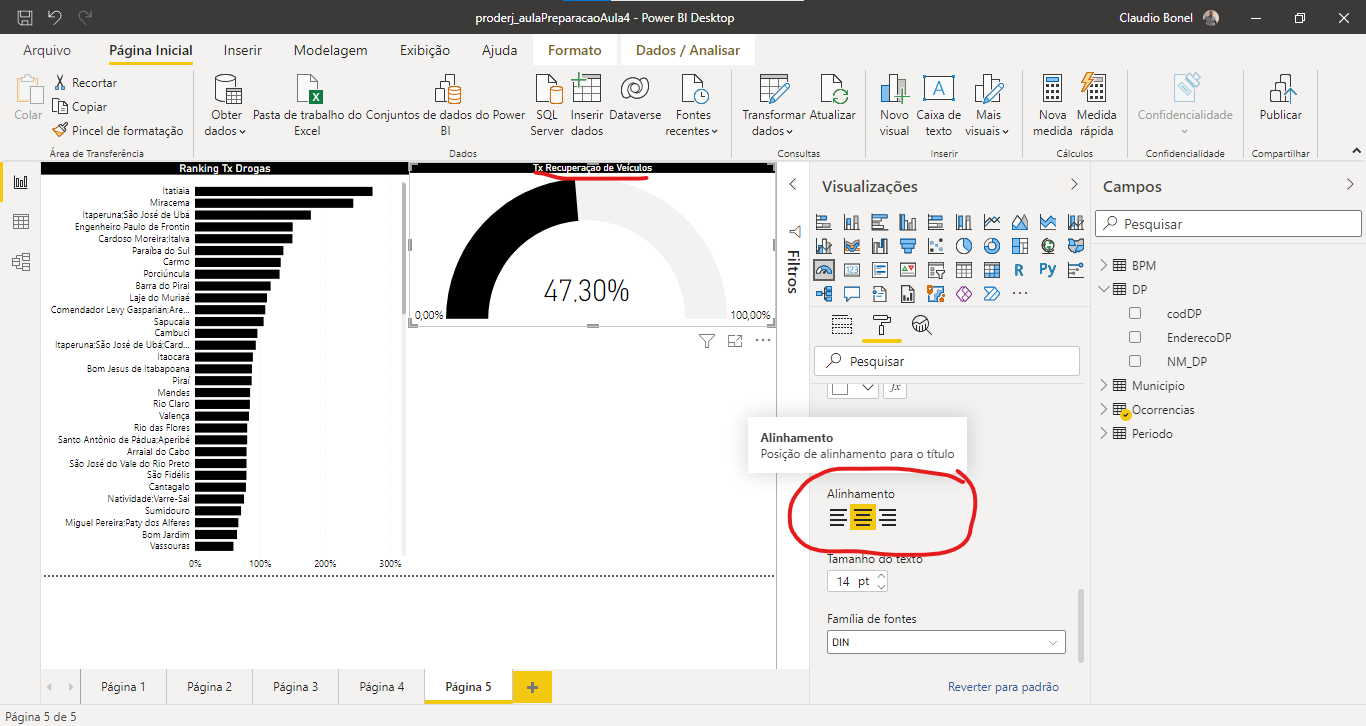 proderj_aulaPreparacaoAula4 - Power BI Desktop
Claudio Bonel
Arquivo
Página Inicial
Inserir
Modelagem
Exibição
Ajuda
Formato
Dados / Analisar
Colar
Recortar
Copiar
Pincel de formatação
Área de Transferência
Obter dados
Pasta de trabalho do Excel
Conjuntos de dados do Power BI
SQL Server
Inserir dados
Dataverse
Fontes recentes
Dados
Transformar dados
Atualizar
Consultas
Novo visual
Caixa de texto
Mais visuais
Inserir
Nova medida
Medida rápida
Cálculos
Confidencialidade
Confidencialidade
Publicar
Compartilhar
Ranking Tx Drogas
Itatiaia
Miracema
Itaperuna;São José de Ubá
Engenheiro Paulo de Frontin
Cardoso Moreira;Italva
Paraíba do Sul
Carmo
Porciúncula
Barra do Piraí
Laje do Muriaé
Comendador Levy Gasparian;Are...
Sapucaia
Cambuci
Itaperuna;São José de Ubá;Card...
Itaocara
Bom Jesus de Itabapoana
Piraí
Mendes
Rio Claro
Valença
Rio das Flores
Santo Antônio de Pádua;Aperibé
Arraial do Cabo
São José do Vale do Rio Preto
São Fidélis
Cantagalo
Natividade;Varre-Sai
Sumidouro
Miguel Pereira;Paty dos Alferes
Bom Jardim
Vassouras
0%
100%
200%
300%
Tx Recuperação de Veículos
47,30%
0,00%
100,00%
Filtros
Visualizações
123
R
Py
Pesquisar
fx
Alinhamento
Posição de alinhamento para o título
Alinhamento
Tamanho do texto
14 pt
Família de fontes
DIN
Reverter para padrão
Campos
Pesquisar
BPM
DP
codDP
EnderecoDP
NM_DP
Municipio
Ocorrencias
Periodo
Página 1
Página 2
Página 3
Página 4
Página 5
Página 5 de 5